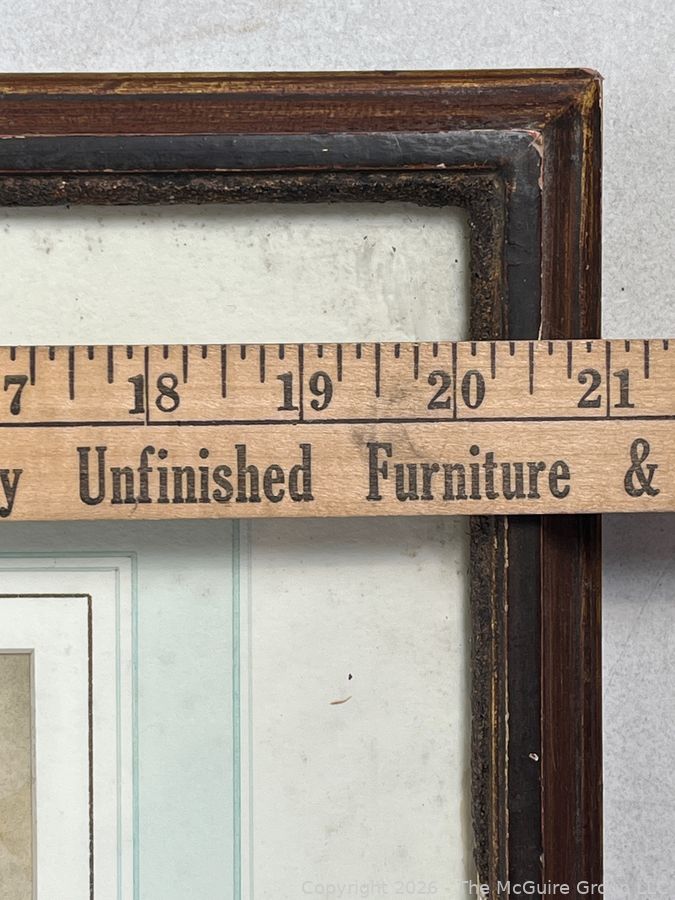 7 18 19 20 21
y Unfinished Furniture &
Copyright 2026 The McGuire Group LLC